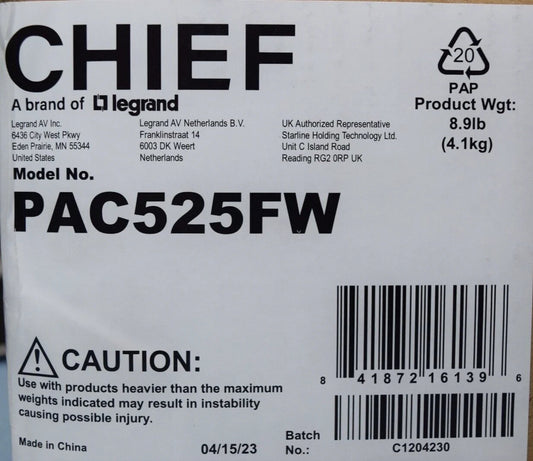 CHIEF
A brand of legrand
Legrand AV Inc.
6436 City West Pkwy
Eden Prairie, MN 55344
United States
Legrand AV Netherlands B.V.
Franklinstraat 14
6003 DK Weert
Netherlands
UK Authorized Representative
Starline Holding Technology Ltd.
Unit C Island Road
Reading RG2 0RP UK
20
PAP
Product Wgt:
8.9lb
(4.1kg)
Model No.
PAC525FW
CAUTION:
Use with products heavier than the maximum
weights indicated may result in instability
causing possible injury.
Made in China
04/15/23
8 41872 16139 6
Batch
No.:
C1204230